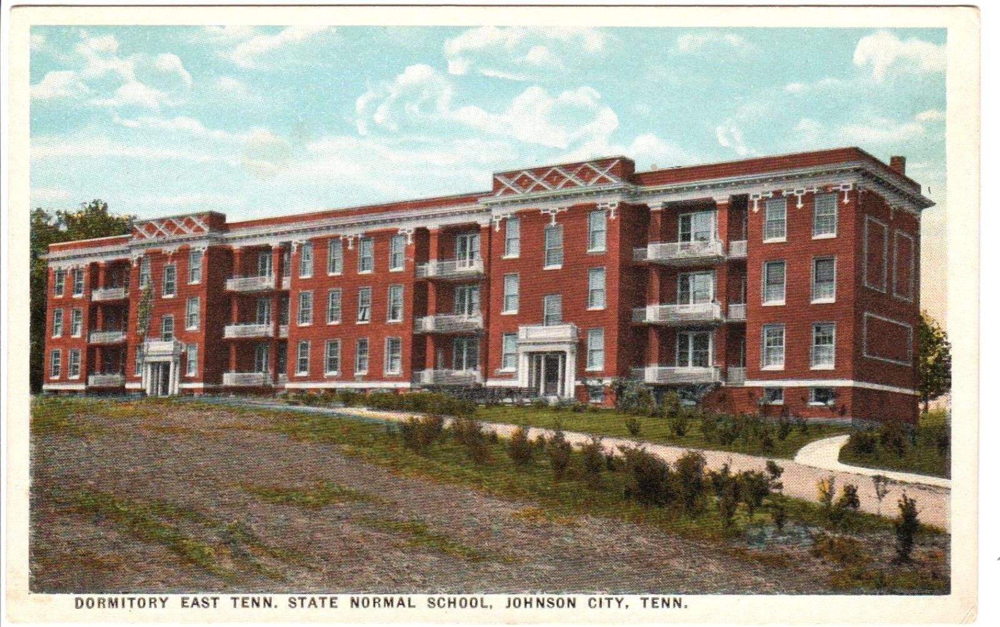 DORMITORY EAST TENN. STATE NORMAL SCHOOL, JOHNSON CITY, TENN.